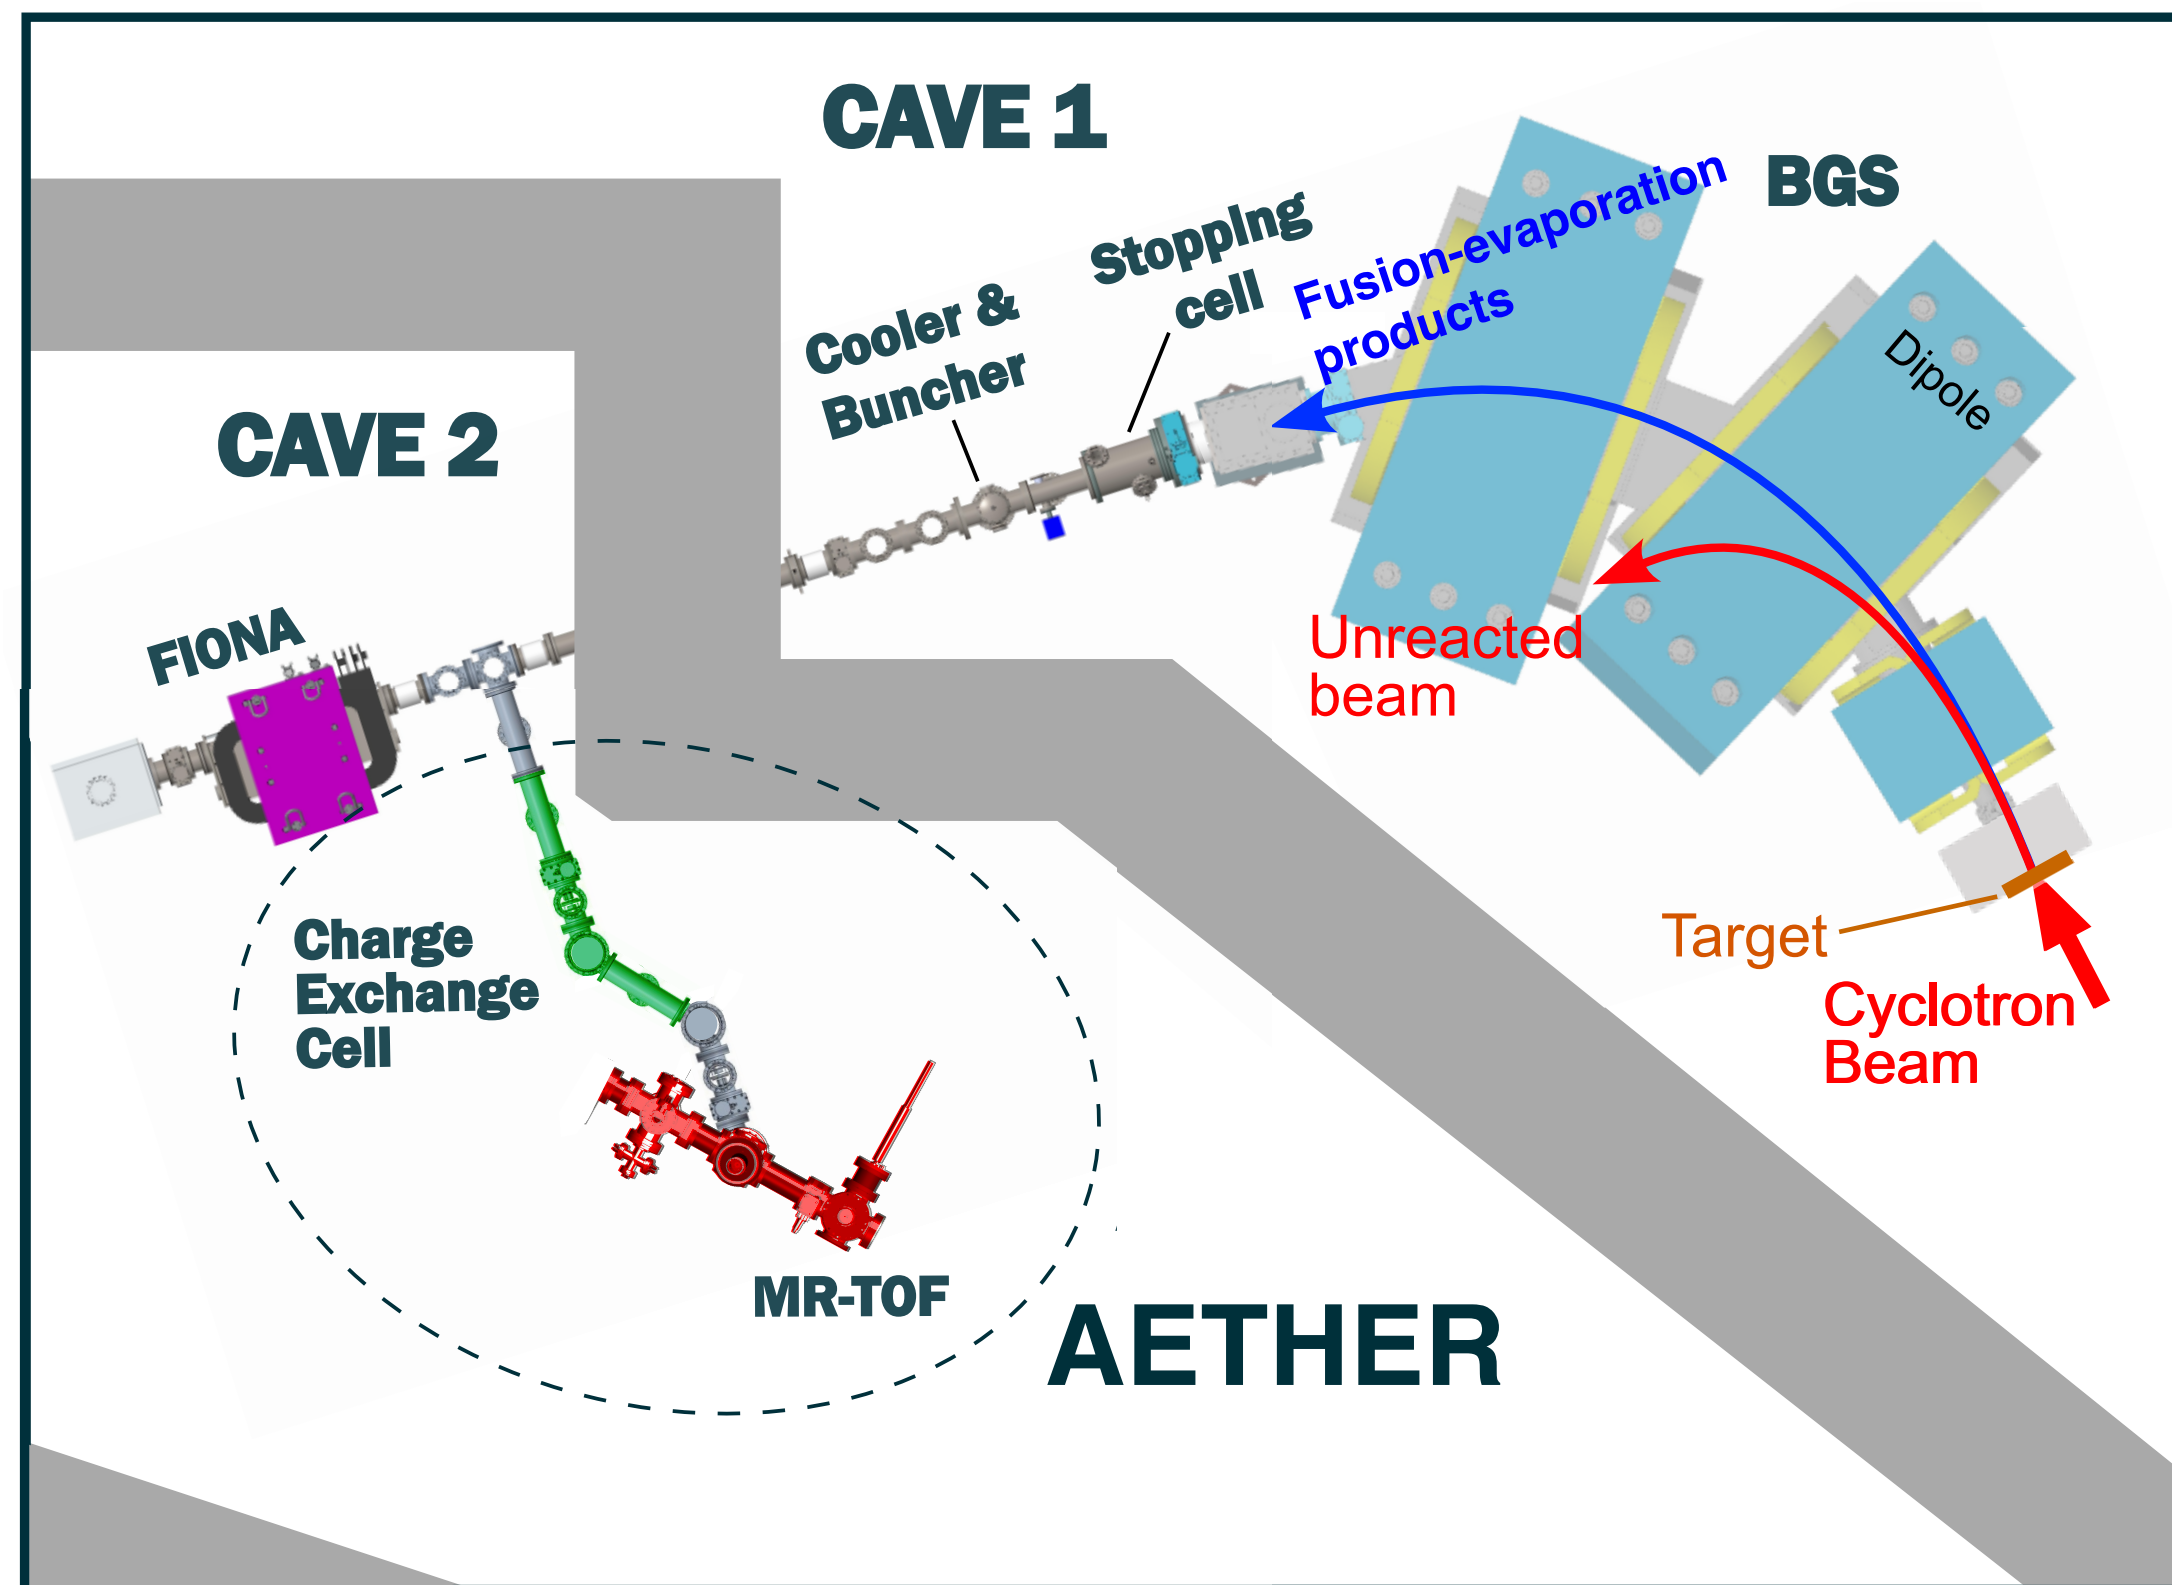 CAVE 1
BGS
Fusion-evaporation
products
Stopping
cell
Cooler &
Buncher
Dipole
CAVE 2
FIONA
Unreacted
beam
Target
Cyclotron
Beam
Charge
Exchange
Cell
MR-TOF
AETHER